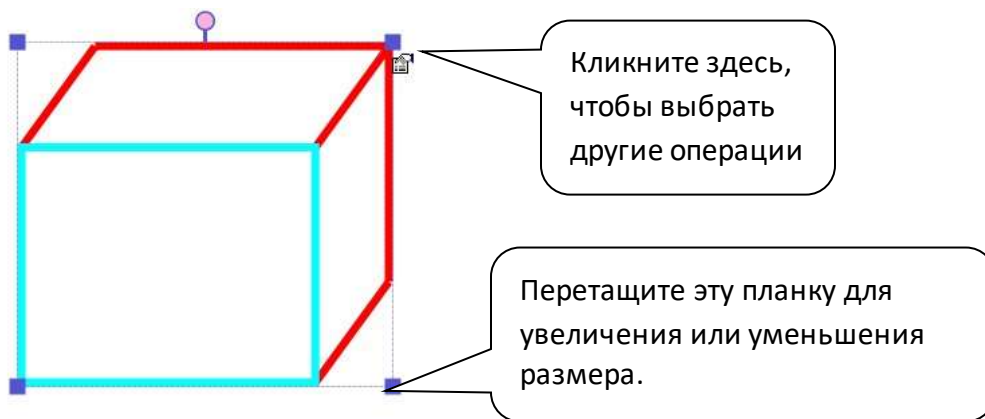 Кликните здесь,
чтобы выбрать
другие операции
Перетащите эту планку для
увеличения или уменьшения
размера.